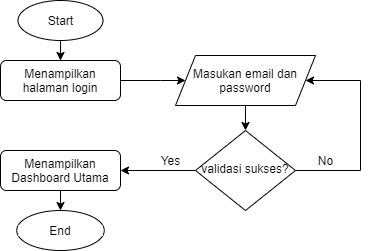 Start
Menampilkan
halaman login
Masukan email dan
password
validasi sukses?
Yes
No
Menampilkan
Dashboard Utama
End